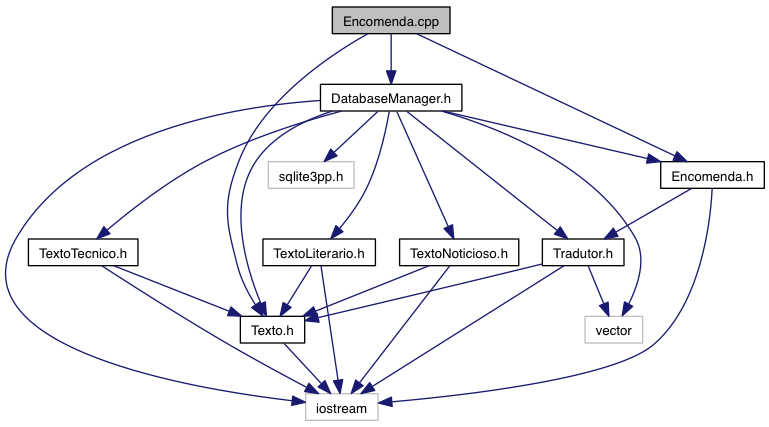 Encomenda.cpp
DatabaseManager.h
sqlite3pp.h
Encomenda.h
TextoTecnico.h
TextoLiterario.h
TextoNoticioso.h
Tradutor.h
Texto.h
vector
iostream